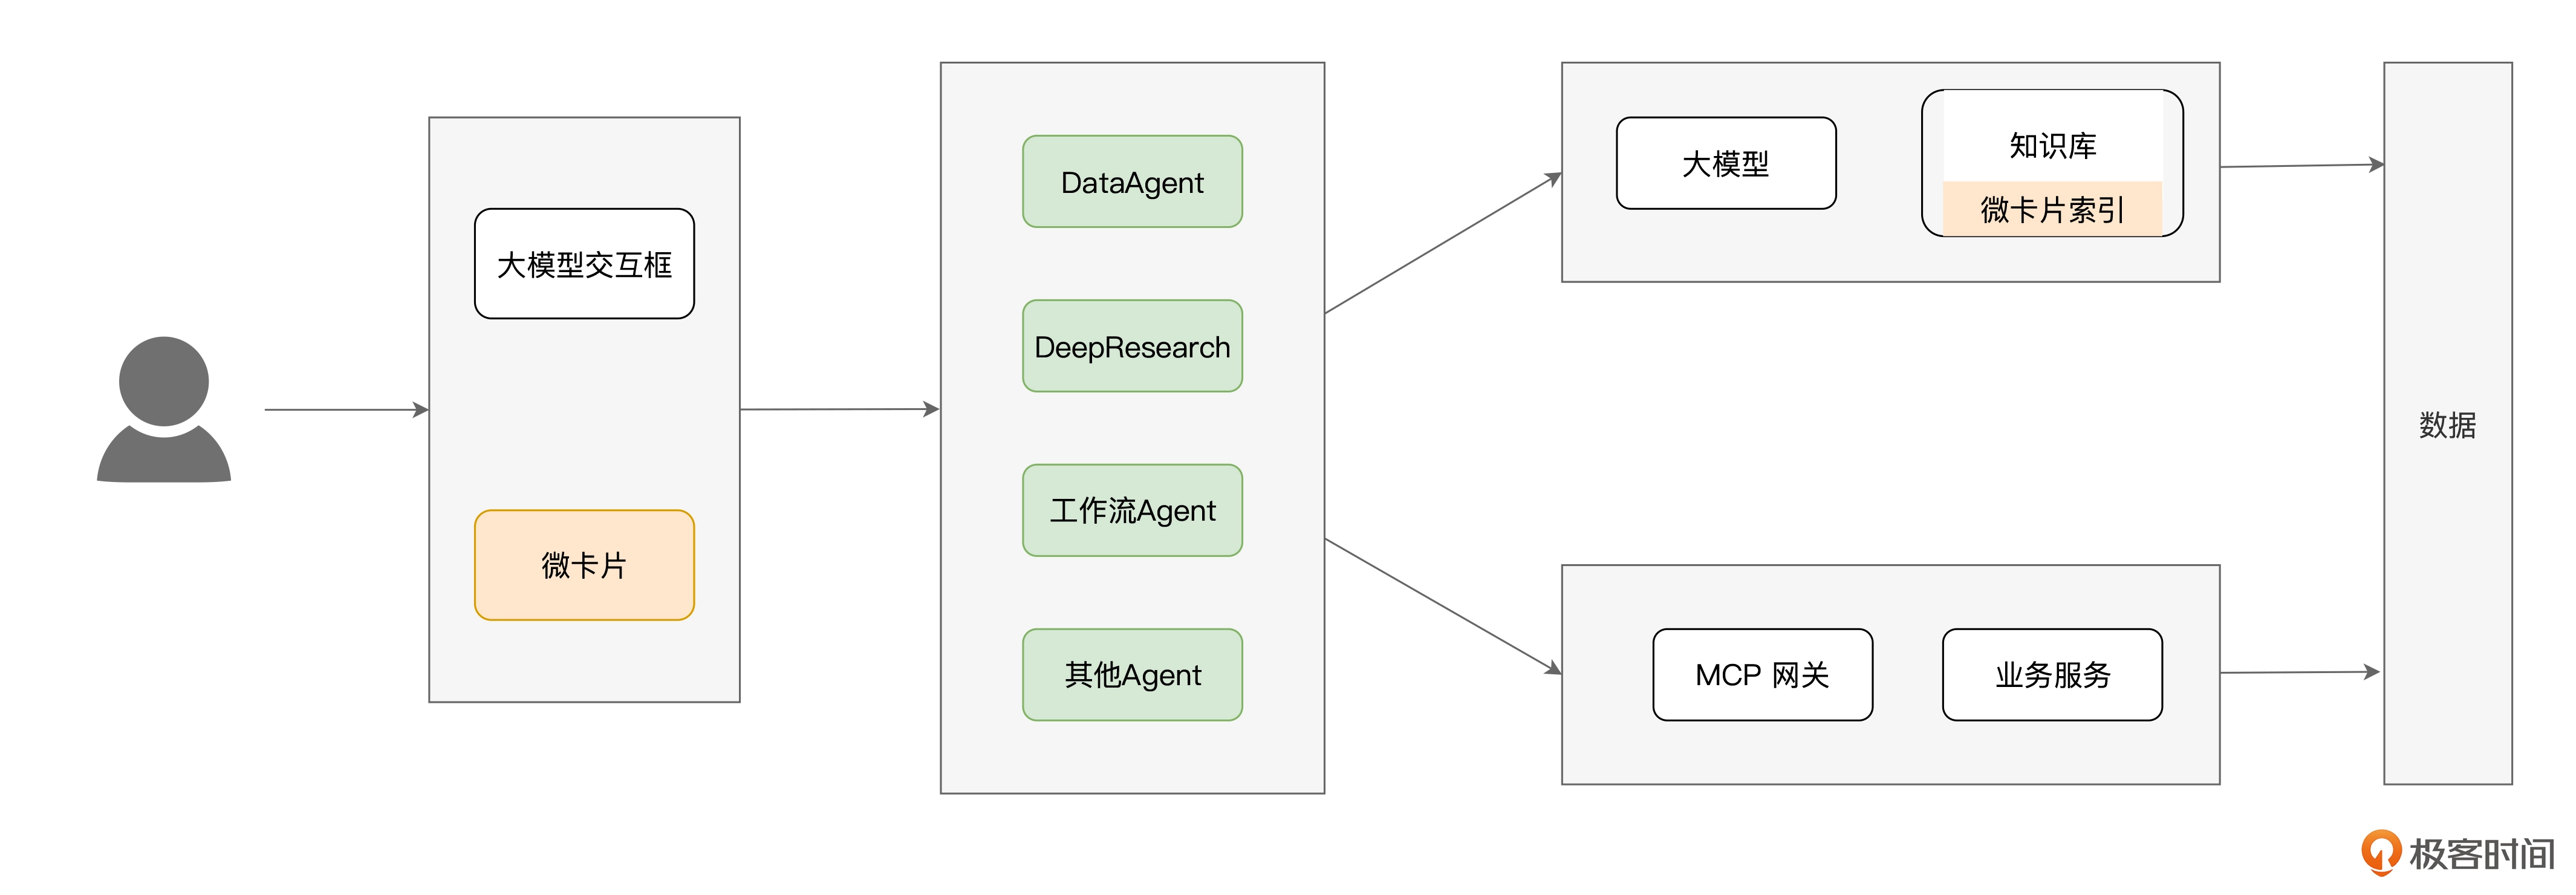 大模型交互框
微卡片
DataAgent
DeepResearch
工作流Agent
其他Agent
大模型
知识库
微卡片索引
MCP 网关
业务服务
数据
极客时间